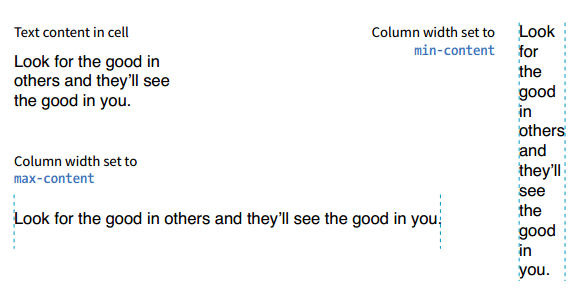 Text content in cell
Look for the good in
others and they’ll see
the good in you.
Column width set to
max-content
Look for the good in others and they’ll see the good in you.
Column width set to
min-content
Look
for
the
good
in
others
and
they’ll
see
the
good
in
you.